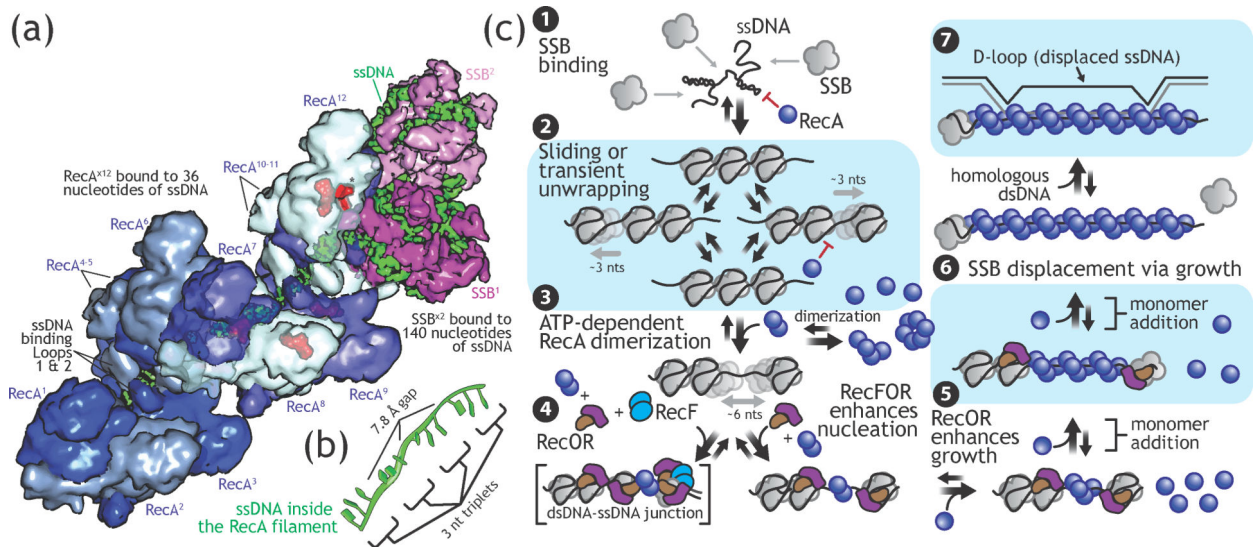 (a)
ssDNA
SSB²
RecA¹²
RecA¹⁰⁻¹¹
RecAˣ¹² bound to 36
nucleotides of ssDNA
RecA⁶
RecA⁷
RecA⁴⁻⁵
*
SSB¹
SSBˣ² bound to
140 nucleotides
of ssDNA
ssDNA
binding
Loops
1 & 2
RecA¹
RecA⁹
RecA⁸
RecA³
RecA²
(b)
7.8 Å gap
ssDNA inside
the RecA filament
3 nt triplets
(c)
1
SSB
binding
ssDNA
SSB
RecA
2
Sliding or
transient
unwrapping
~3 nts
~3 nts
3
ATP-dependent
RecA dimerization
dimerization
~6 nts
4
+
+
RecF
RecOR
+
RecFOR
enhances
nucleation
dsDNA-ssDNA junction
7
D-loop (displaced ssDNA)
homologous
dsDNA
6
SSB displacement via growth
monomer
addition
5
RecOR
enhances
growth
monomer
addition